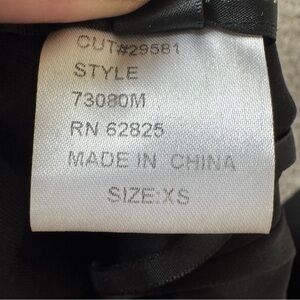 CUT#29581
STYLE
73080M
RN 62825
MADE IN CHINA
SIZE:XS